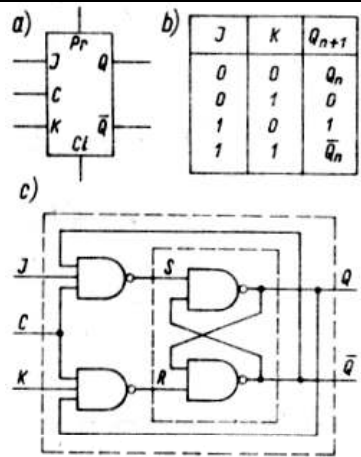 a)
Pr
J Q
C
K Q̅
Cl
b)
J K Qn+1
0 0 Qn
0 1 0
1 0 1
1 1 Q̅n
c)
J S Q
C
K R Q̅